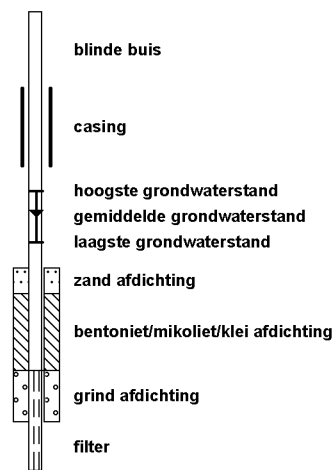 blinde buis
casing
hoogste grondwaterstand
gemiddelde grondwaterstand
laagste grondwaterstand
zand afdichting
bentoniet/mikoliet/klei afdichting
grind afdichting
filter